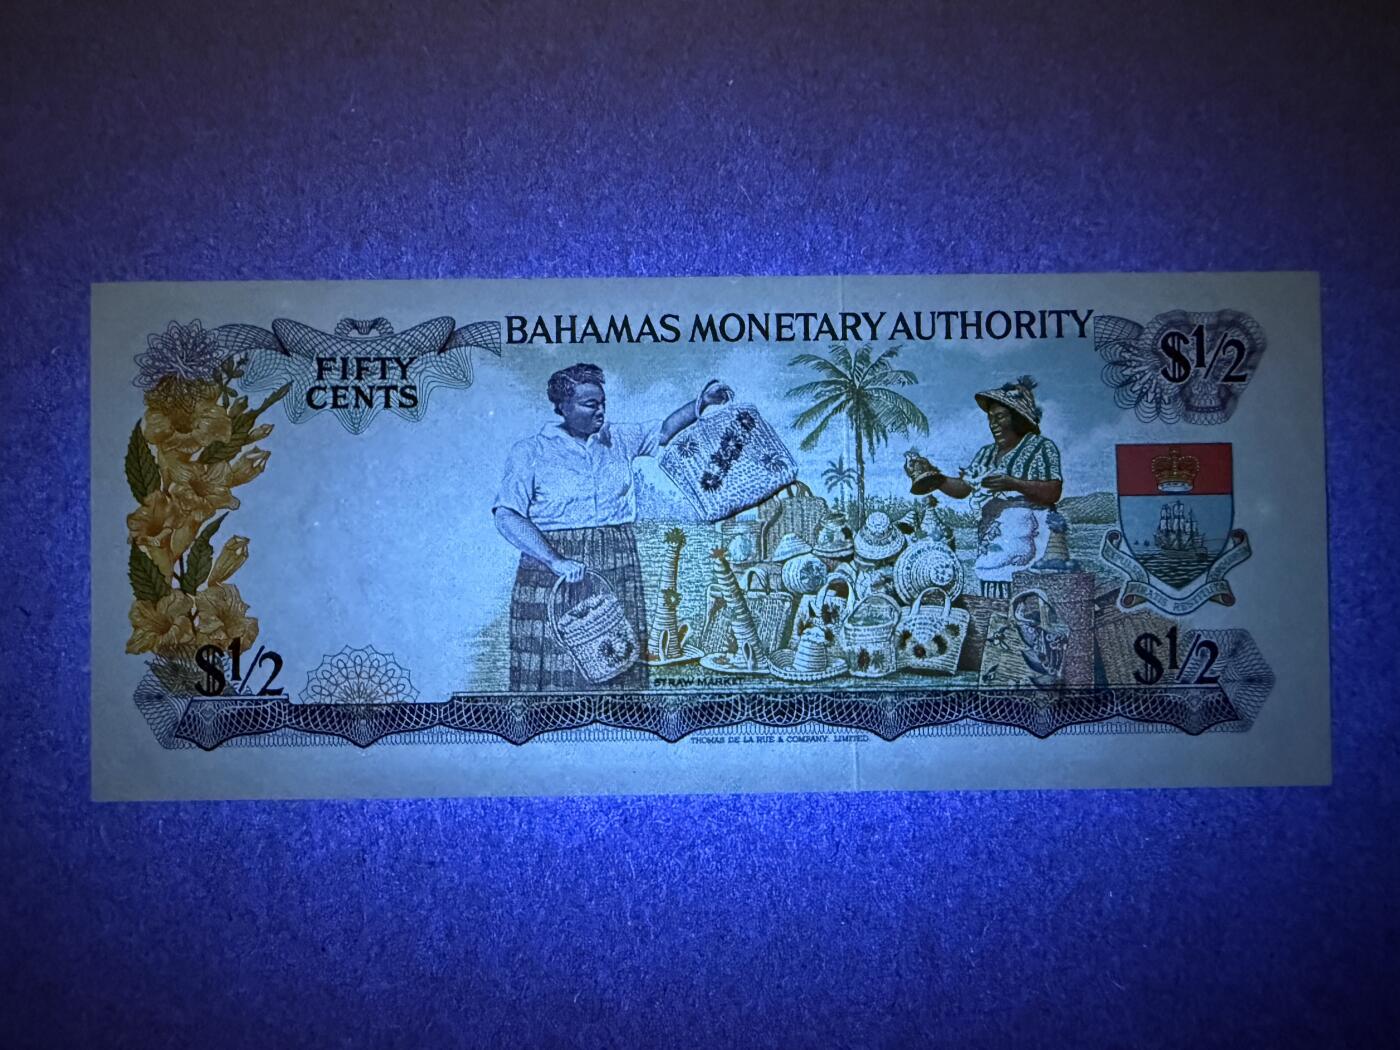 BAHAMAS MONETARY AUTHORITY
FIFTY
CENTS
$1/2
$1/2
$1/2
STRAW MARKET
THOMAS DE LA RUE & COMPANY, LIMITED